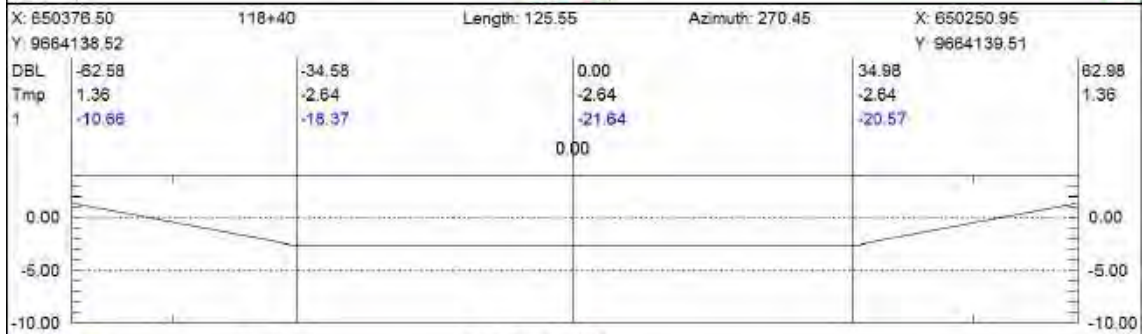 X: 650376.50 118+40 Length: 125.55 Azimuth: 270.45 X: 650250.95
Y: 9664138.52 Y: 9664139.51
DBL -62.58 -34.58 0.00 34.98 62.98
Tmp 1.36 -2.64 -2.64 -2.64 1.36
1 -10.66 -18.37 -21.64 -20.57
0.00
0.00 0.00
-5.00 -5.00
-10.00 -10.00